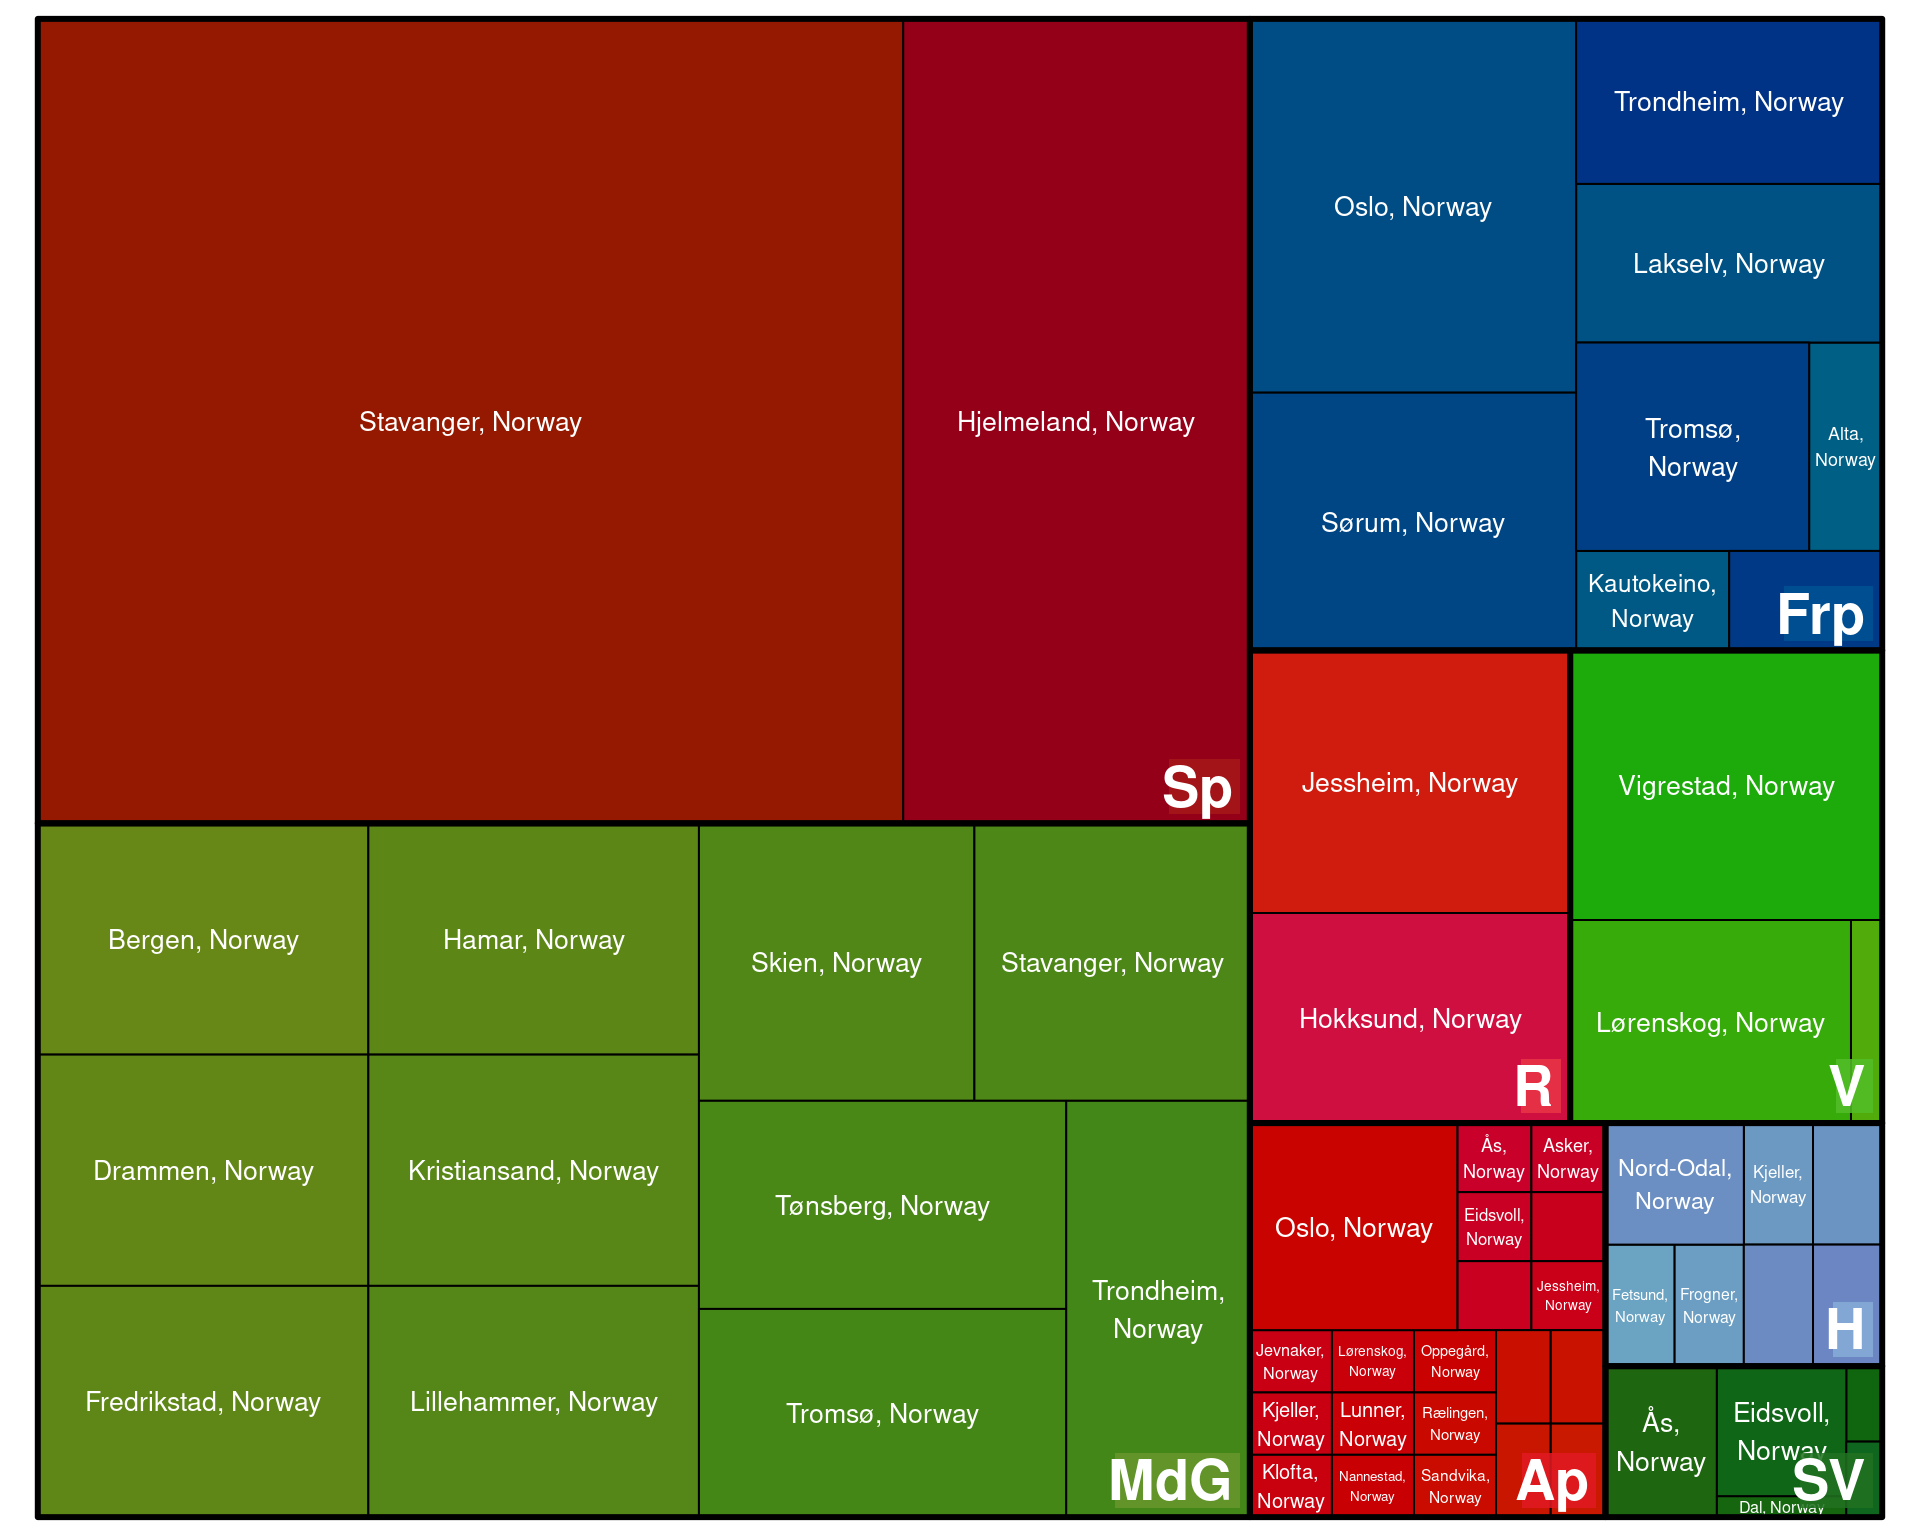 Stavanger, Norway
Hjelmeland, Norway
Sp
Bergen, Norway
Hamar, Norway
Skien, Norway
Stavanger, Norway
Drammen, Norway
Kristiansand, Norway
Tønsberg, Norway
Trondheim,
Norway
Fredrikstad, Norway
Lillehammer, Norway
Tromsø, Norway
MdG
Oslo, Norway
Trondheim, Norway
Lakselv, Norway
Sørum, Norway
Tromsø,
Norway
Alta,
Norway
Kautokeino,
Norway
Frp
Jessheim, Norway
Hokksund, Norway
R
Vigrestad, Norway
Lørenskog, Norway
V
Oslo, Norway
Ås,
Norway
Asker,
Norway
Eidsvoll,
Norway
Jessheim,
Norway
Jevnaker,
Norway
Lørenskog,
Norway
Oppegård,
Norway
Kjeller,
Norway
Lunner,
Norway
Rælingen,
Norway
Klofta,
Norway
Nannestad,
Norway
Sandvika,
Norway
Ap
Nord-Odal,
Norway
Kjeller,
Norway
Fetsund,
Norway
Frogner,
Norway
H
Ås,
Norway
Eidsvoll,
Norway
Dal, Norway
SV